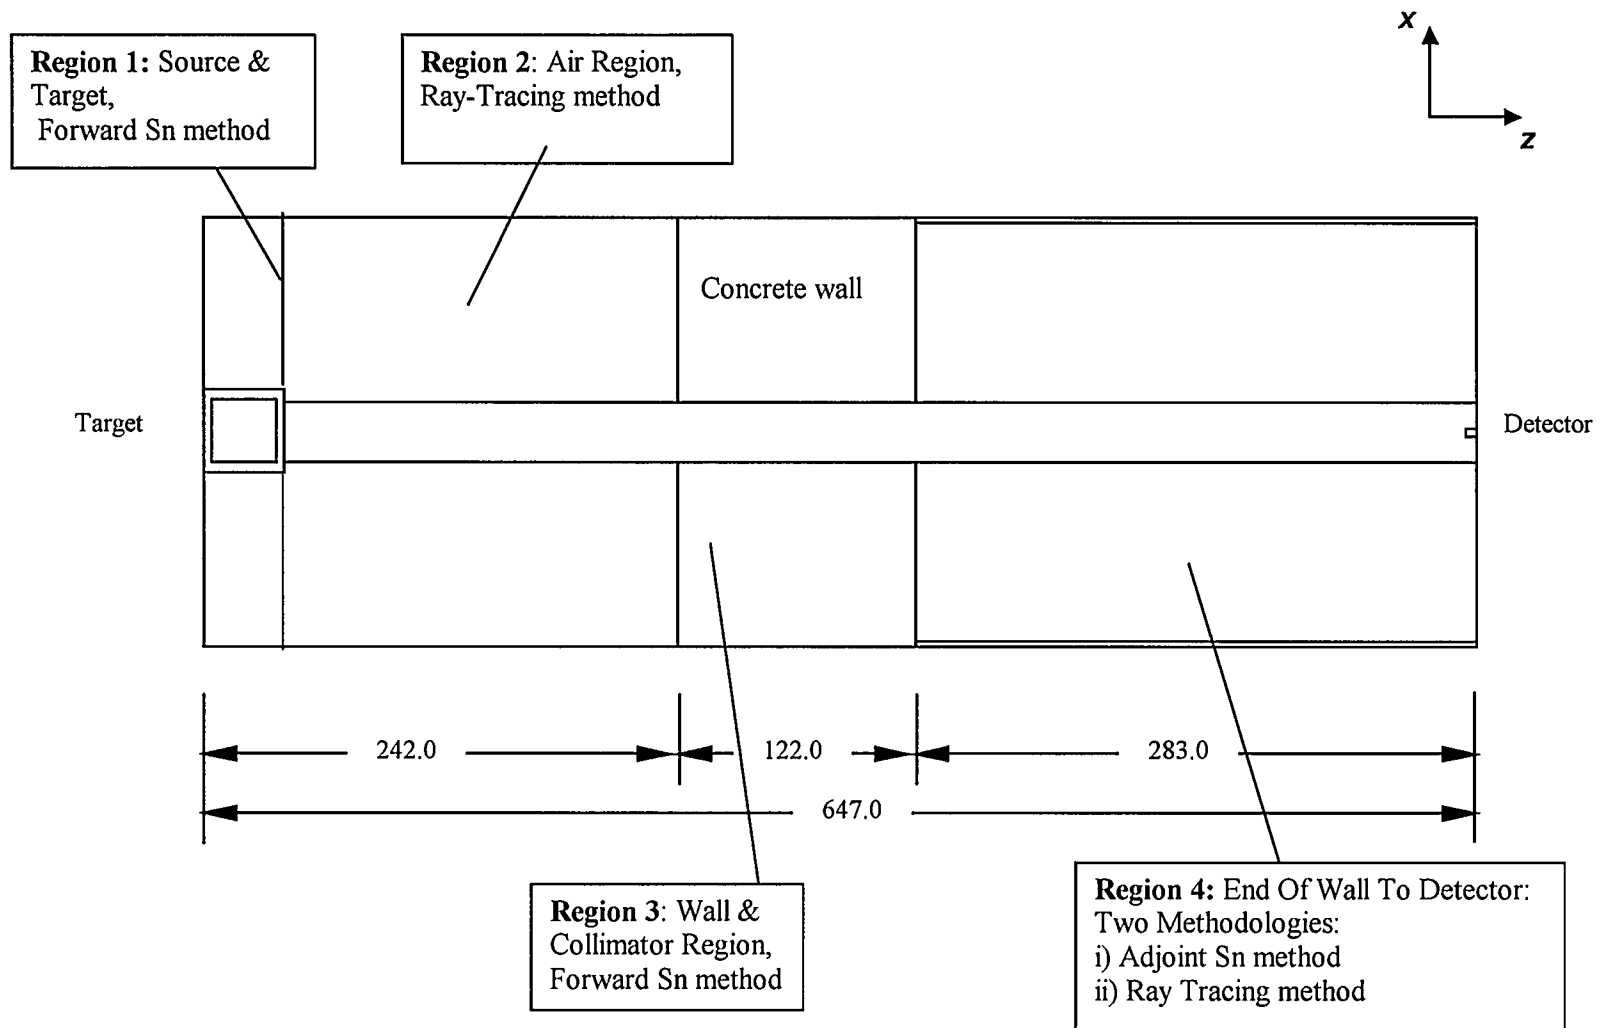 x
z
Region 1: Source &
Target,
Forward Sn method
Region 2: Air Region,
Ray-Tracing method
Concrete wall
Target
Detector
242.0
122.0
283.0
647.0
Region 3: Wall &
Collimator Region,
Forward Sn method
Region 4: End Of Wall To Detector:
Two Methodologies:
i) Adjoint Sn method
ii) Ray Tracing method